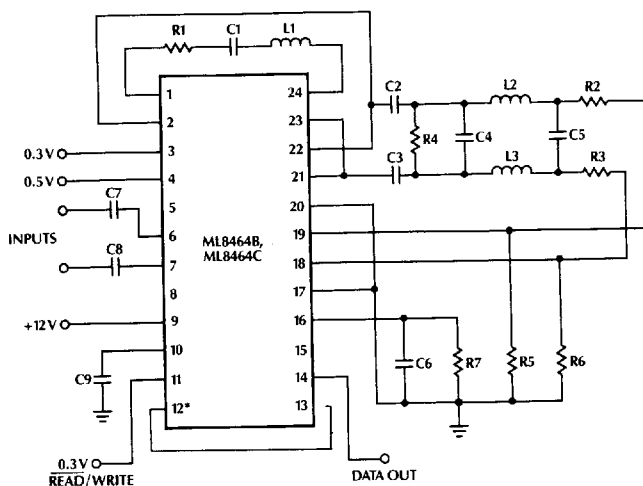 R1 C1 L1
1 24
2 23
0.3 V 3 22
0.5 V 4 21
C7 5 20
INPUTS 6 19
C8 7 18
8 17
+12V 9 16
10 15
C9 11 14
12* 13
ML8464B,
ML8464C
C2 L2 R2
R4 C4 C5
C3 L3 R3
C6 R7 R5 R6
0.3 V
READ/WRITE
DATA OUT